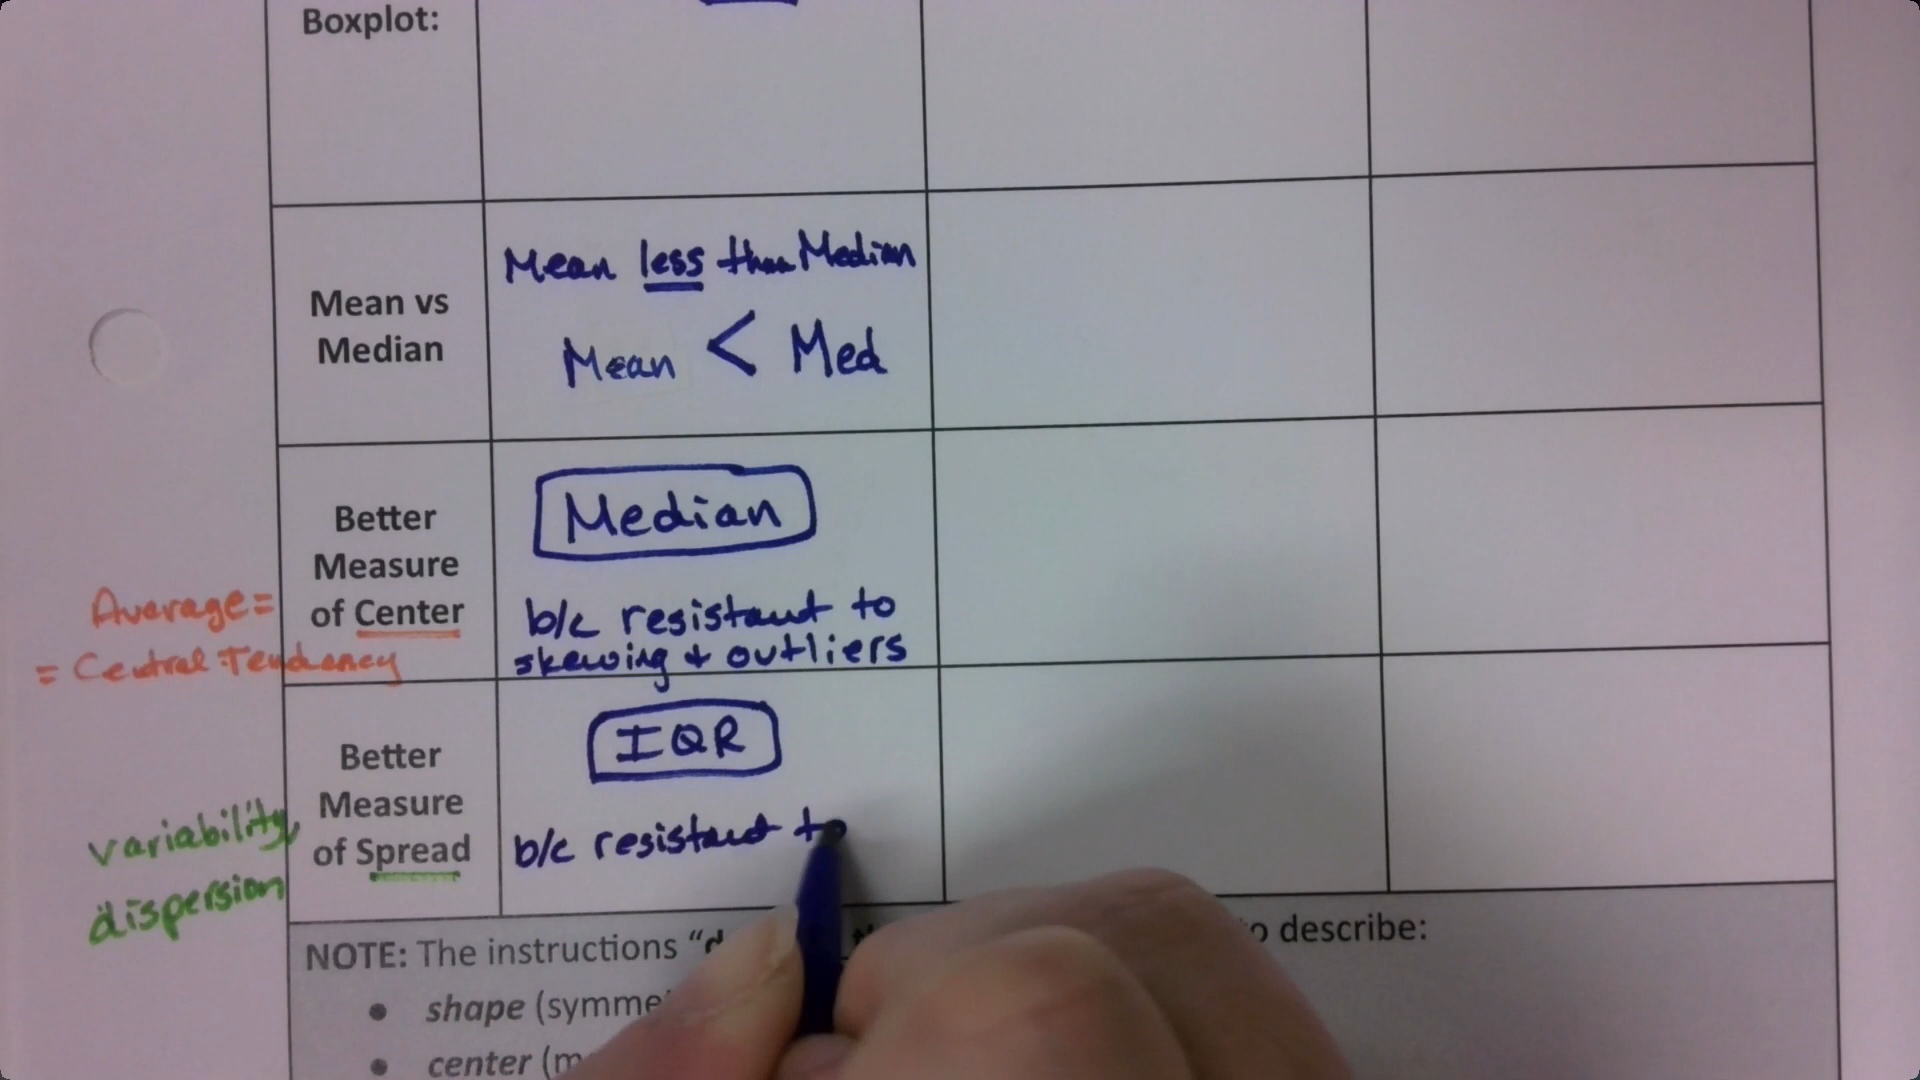 Boxplot:
Mean vs
Median
Mean less than Median
Mean < Med
Better
Measure
of Center
Average =
= Central Tendency
Median
b/c resistant to
skewing + outliers
Better
Measure
of Spread
variability,
dispersion
IQR
b/c resistant to
NOTE: The instructions “d to describe:
• shape (symme
• center (m